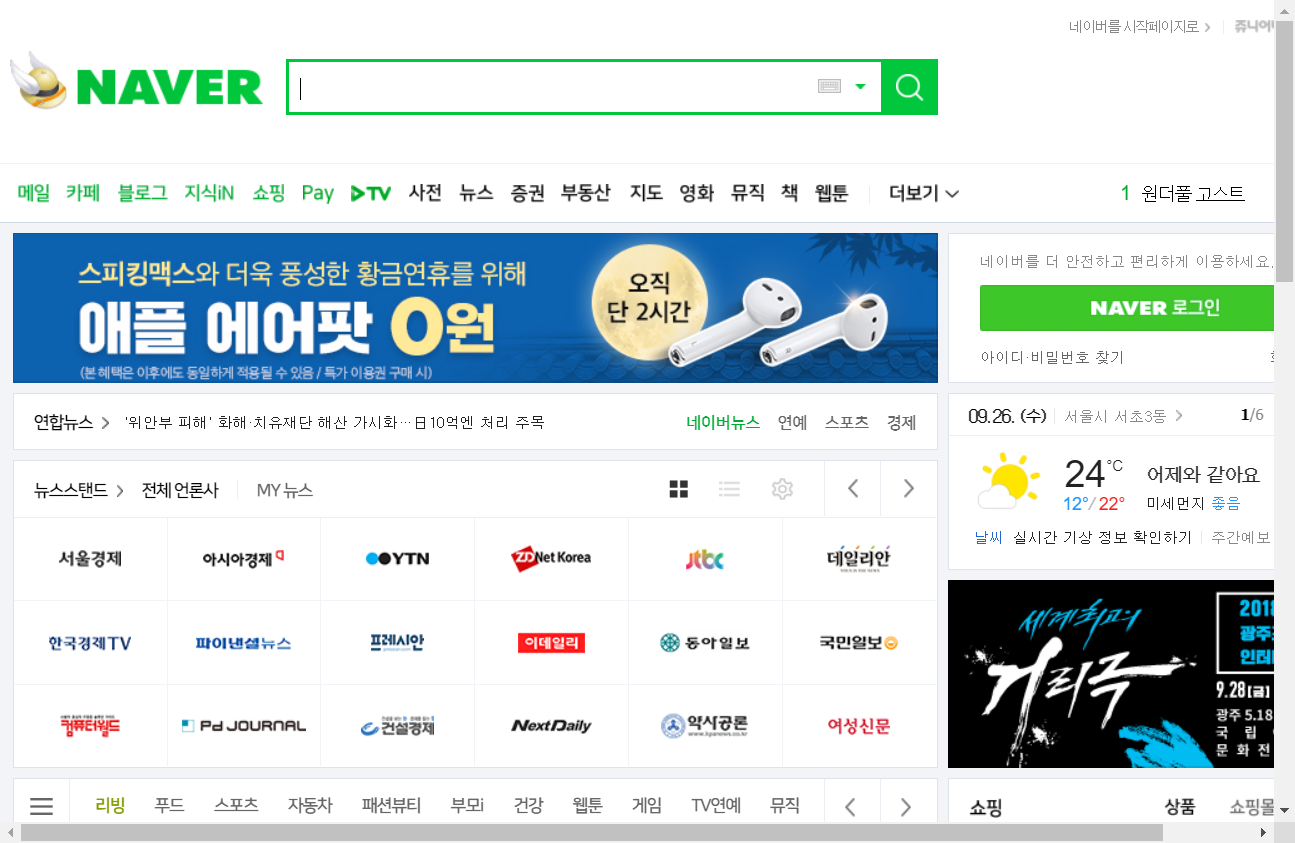 네이버를 시작페이지로
쥬니어네
NAVER
메일 카페 블로그 지식iN 쇼핑 Pay TV 사전 뉴스 증권 부동산 지도 영화 뮤직 책 웹툰 더보기
1 원더풀 고스트
스피킹맥스와 더욱 풍성한 황금연휴를 위해
애플 에어팟 0원
(본 혜택은 이후에도 동일하게 적용될 수 있음 / 특가 이용권 구매 시)
오직
단 2시간
네이버를 더 안전하고 편리하게 이용하세요.
NAVER 로그인
아이디·비밀번호 찾기
연합뉴스 '위안부 피해' 화해·치유재단 해산 가시화…日10억엔 처리 주목
네이버뉴스 연예 스포츠 경제
09.26. (수) 서울시 서초3동 1/6
24°C 어제와 같아요
12°/22° 미세먼지 좋음
날씨 실시간 기상 정보 확인하기 주간예보
뉴스스탠드 전체 언론사 MY 뉴스
서울경제 아시아경제 YTN ZDNet Korea jtbc 데일리안
한국경제TV 파이낸셜뉴스 프레시안 이데일리 동아일보 국민일보
컴퓨터월드 Pd JOURNAL 건설경제 NextDaily 약사공론 여성신문
www.kpanews.co.kr
세계최고의
거리극
2018
광주
인터
9.28[금]
광주 5.18
국립
문화전
리빙 푸드 스포츠 자동차 패션뷰티 부모i 건강 웹툰 게임 TV연예 뮤직
쇼핑 상품 쇼핑몰